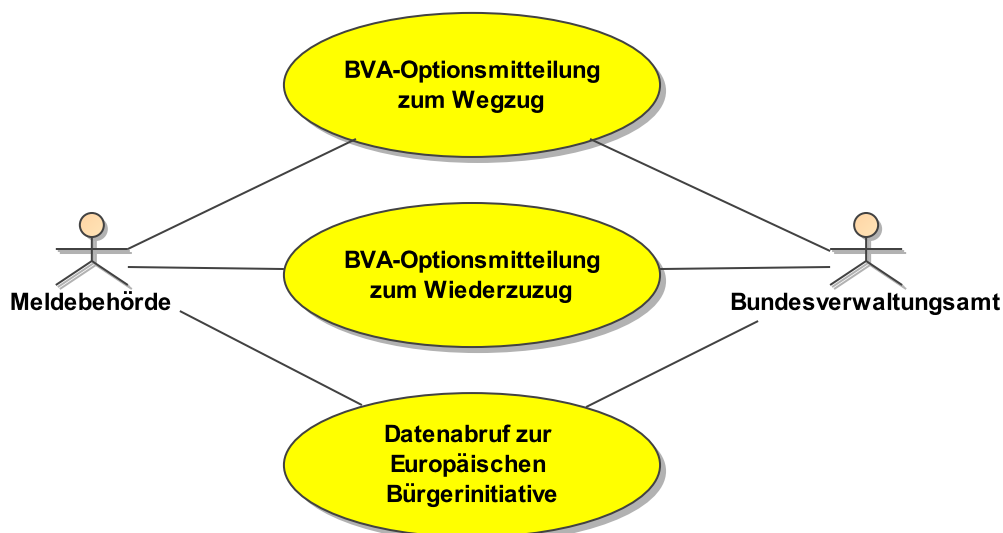 BVA-Optionsmitteilung
zum Wegzug
BVA-Optionsmitteilung
zum Wiederzuzug
Meldebehörde
Bundesverwaltungsamt
Datenabruf zur
Europäischen
Bürgerinitiative